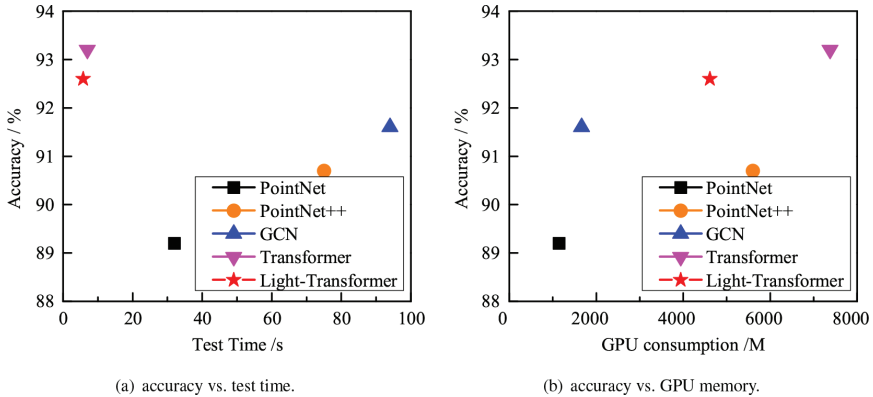 94
93
92
91
90
89
88
Accuracy / %
0 20 40 60 80 100
Test Time /s
PointNet
PointNet++
GCN
Transformer
Light-Transformer
(a) accuracy vs. test time.
94
93
92
91
90
89
88
Accuracy / %
0 2000 4000 6000 8000
GPU consumption /M
PointNet
PointNet++
GCN
Transformer
Light-Transformer
(b) accuracy vs. GPU memory.